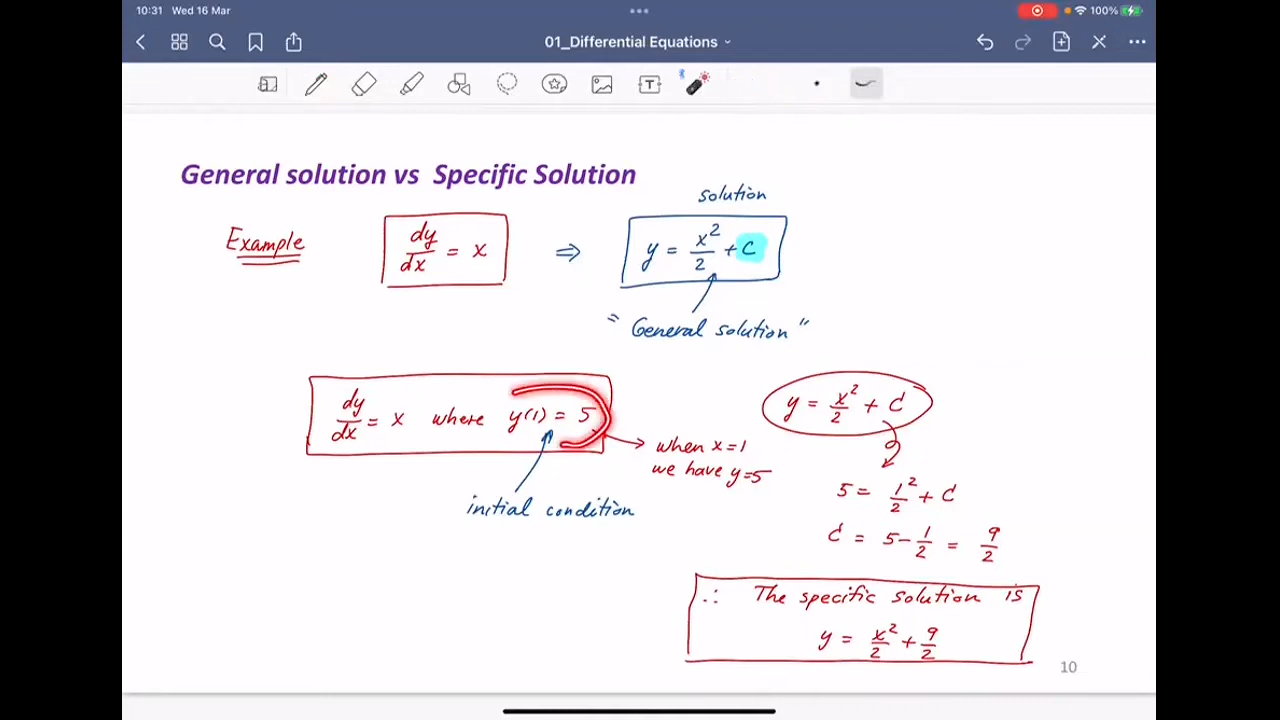 10:31 Wed 16 Mar
100%
01_Differential Equations
General solution vs Specific Solution
solution
Example dy/dx = x ⇒ y = x²/2 + C
"General solution"
dy/dx = x where y(1) = 5
when x=1
we have y=5
initial condition
y = x²/2 + C
5 = 1²/2 + C
C = 5 - 1/2 = 9/2
∴ The specific solution is
y = x²/2 + 9/2
10